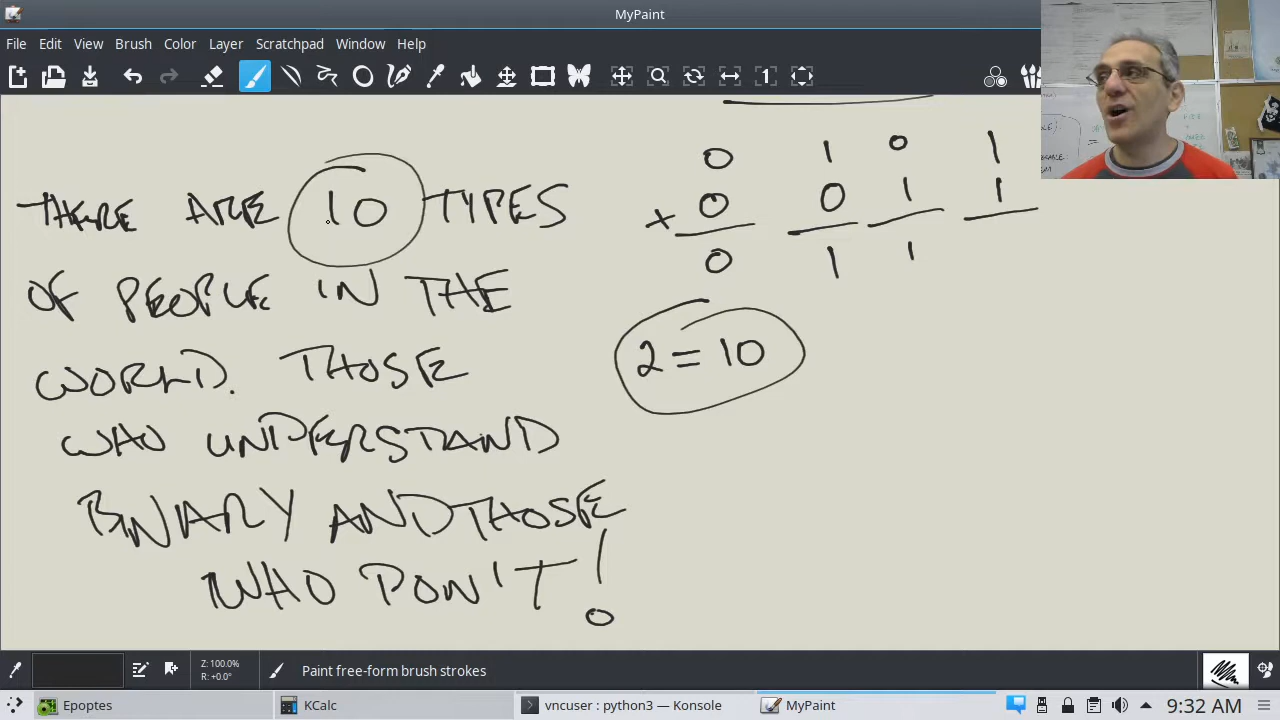 MyPaint
File Edit View Brush Color Layer Scratchpad Window Help
THERE ARE 10 TYPES
OF PEOPLE IN THE
WORLD. THOSE
WHO UNDERSTAND
BINARY AND THOSE
WHO DON'T!
0 1 0 1
+ 0 0 1 1
0 1 1
2 = 10
Z: 100.0%
R: +0.0°
Paint free-form brush strokes
Epoptes KCalc vncuser : python3 — Konsole MyPaint 9:32 AM